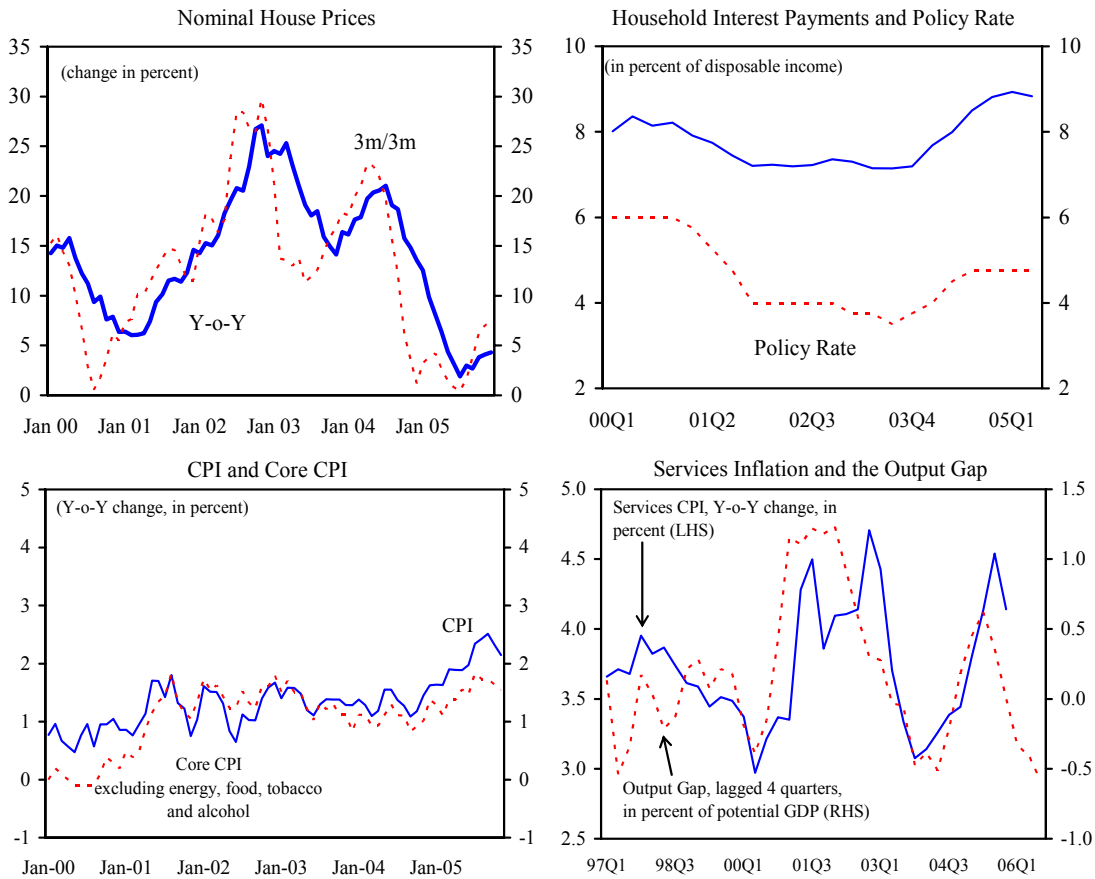 Nominal House Prices
35
30
25
20
15
10
5
0
35
30
25
20
15
10
5
0
(change in percent)
3m/3m
Y-o-Y
Jan 00 Jan 01 Jan 02 Jan 03 Jan 04 Jan 05
Household Interest Payments and Policy Rate
10
8
6
4
2
10
8
6
4
2
(in percent of disposable income)
Policy Rate
00Q1 01Q2 02Q3 03Q4 05Q1
CPI and Core CPI
5
4
3
2
1
0
-1
5
4
3
2
1
0
-1
(Y-o-Y change, in percent)
CPI
Core CPI
excluding energy, food, tobacco
and alcohol
Jan-00 Jan-01 Jan-02 Jan-03 Jan-04 Jan-05
Services Inflation and the Output Gap
5.0
4.5
4.0
3.5
3.0
2.5
1.5
1.0
0.5
0.0
-0.5
-1.0
Services CPI, Y-o-Y change, in
percent (LHS)
Output Gap, lagged 4 quarters,
in percent of potential GDP (RHS)
97Q1 98Q3 00Q1 01Q3 03Q1 04Q3 06Q1